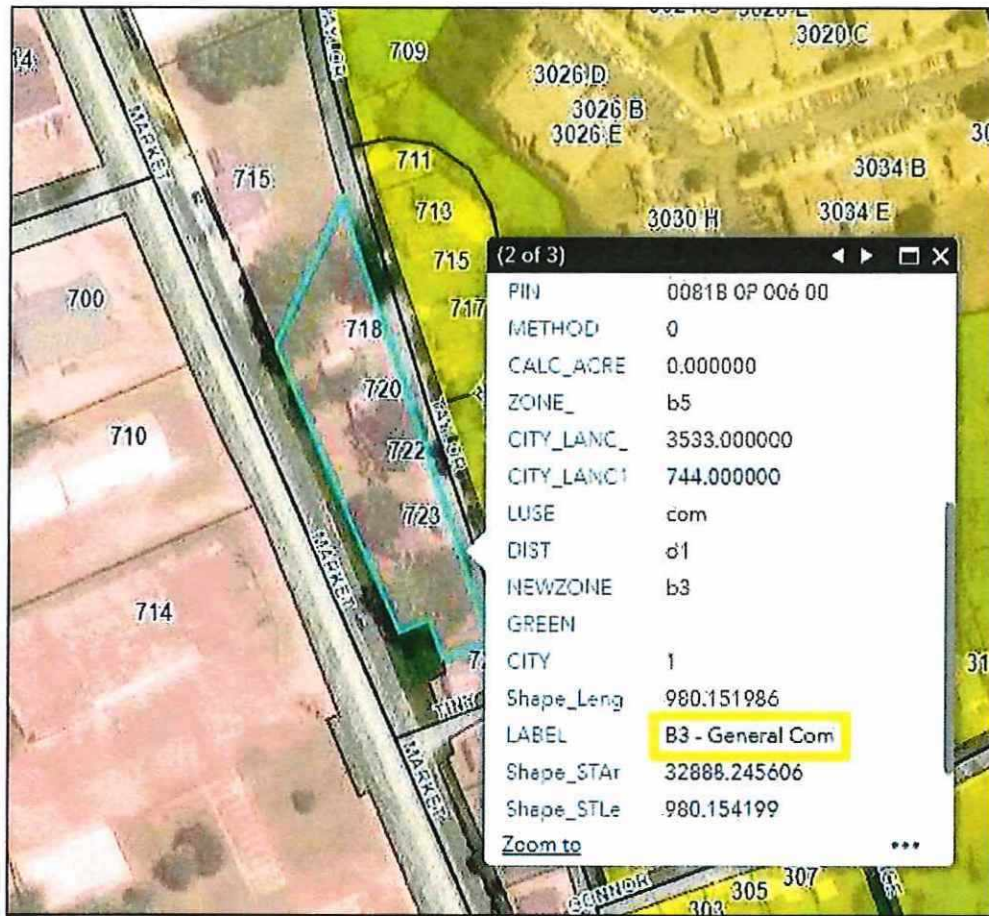 3020 C
3026 D
709
3026 B
3026 E
MARKET
711
3034 B
715
713
3034 E
3030 H
715
(2 of 3)
700
717
718
720
710
722
723
MARKET
714
MARKET
PIN 0081B 0P 006 00
METHOD 0
CALC_ACRE 0.000000
ZONE_ b5
CITY_LANC_ 3533.000000
CITY_LANC1 744.000000
LUSE com
DIST d1
NEWZONE b3
GREEN
CITY 1
Shape_Leng 980.151986
LABEL B3 - General Com
Shape_STAr 32888.245606
Shape_STLe 980.154199
Zoom to
CONNOR
305
307
303